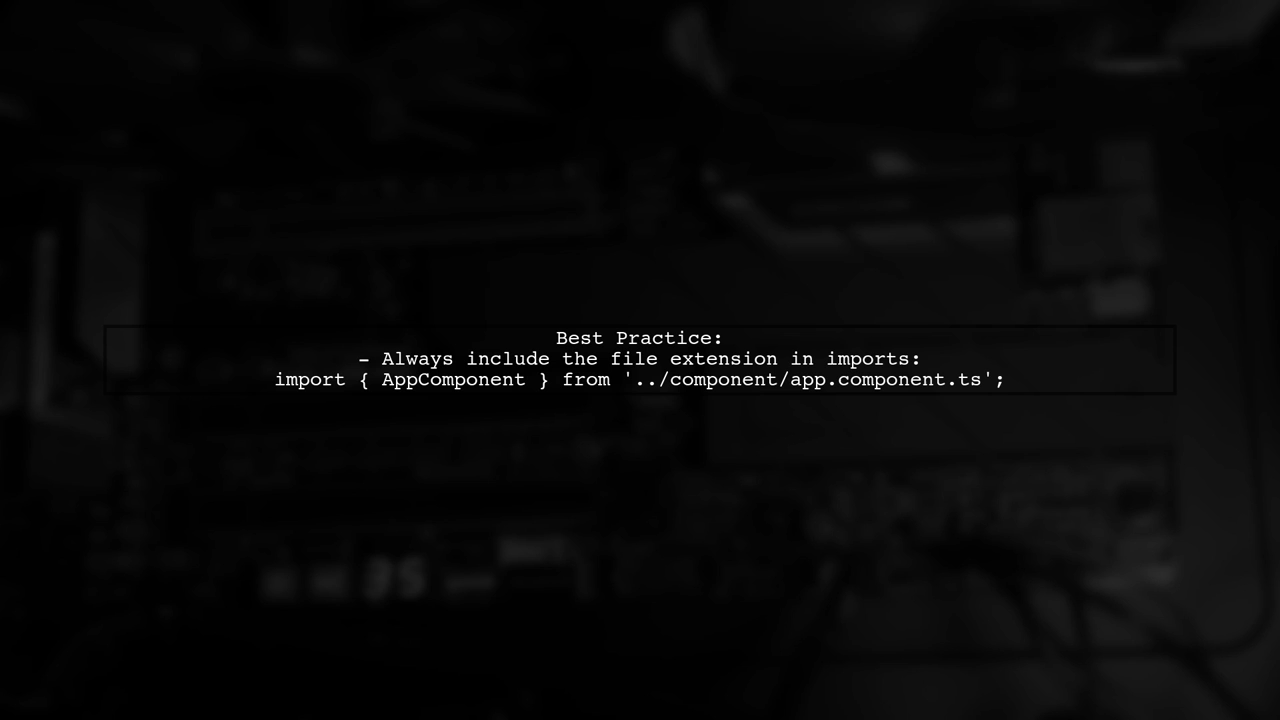 Best Practice:
– Always include the file extension in imports:
import { AppComponent } from '../component/app.component.ts';